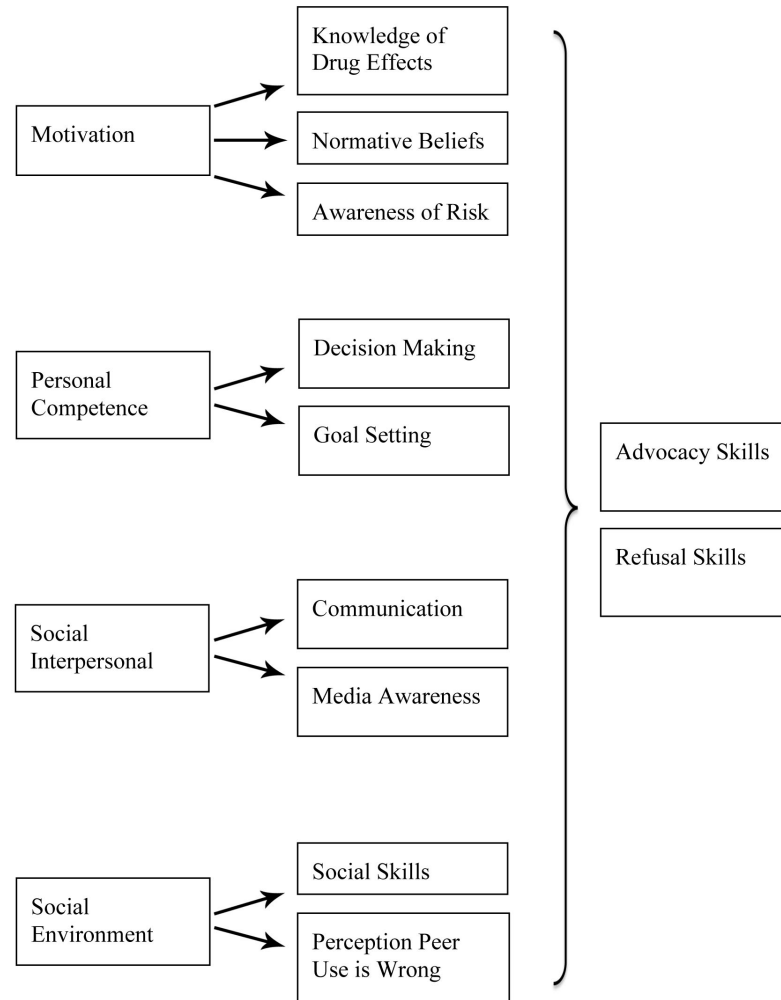 Motivation
Knowledge of
Drug Effects
Normative Beliefs
Awareness of Risk
Personal
Competence
Decision Making
Goal Setting
Social
Interpersonal
Communication
Media Awareness
Social
Environment
Social Skills
Perception Peer
Use is Wrong
Advocacy Skills
Refusal Skills